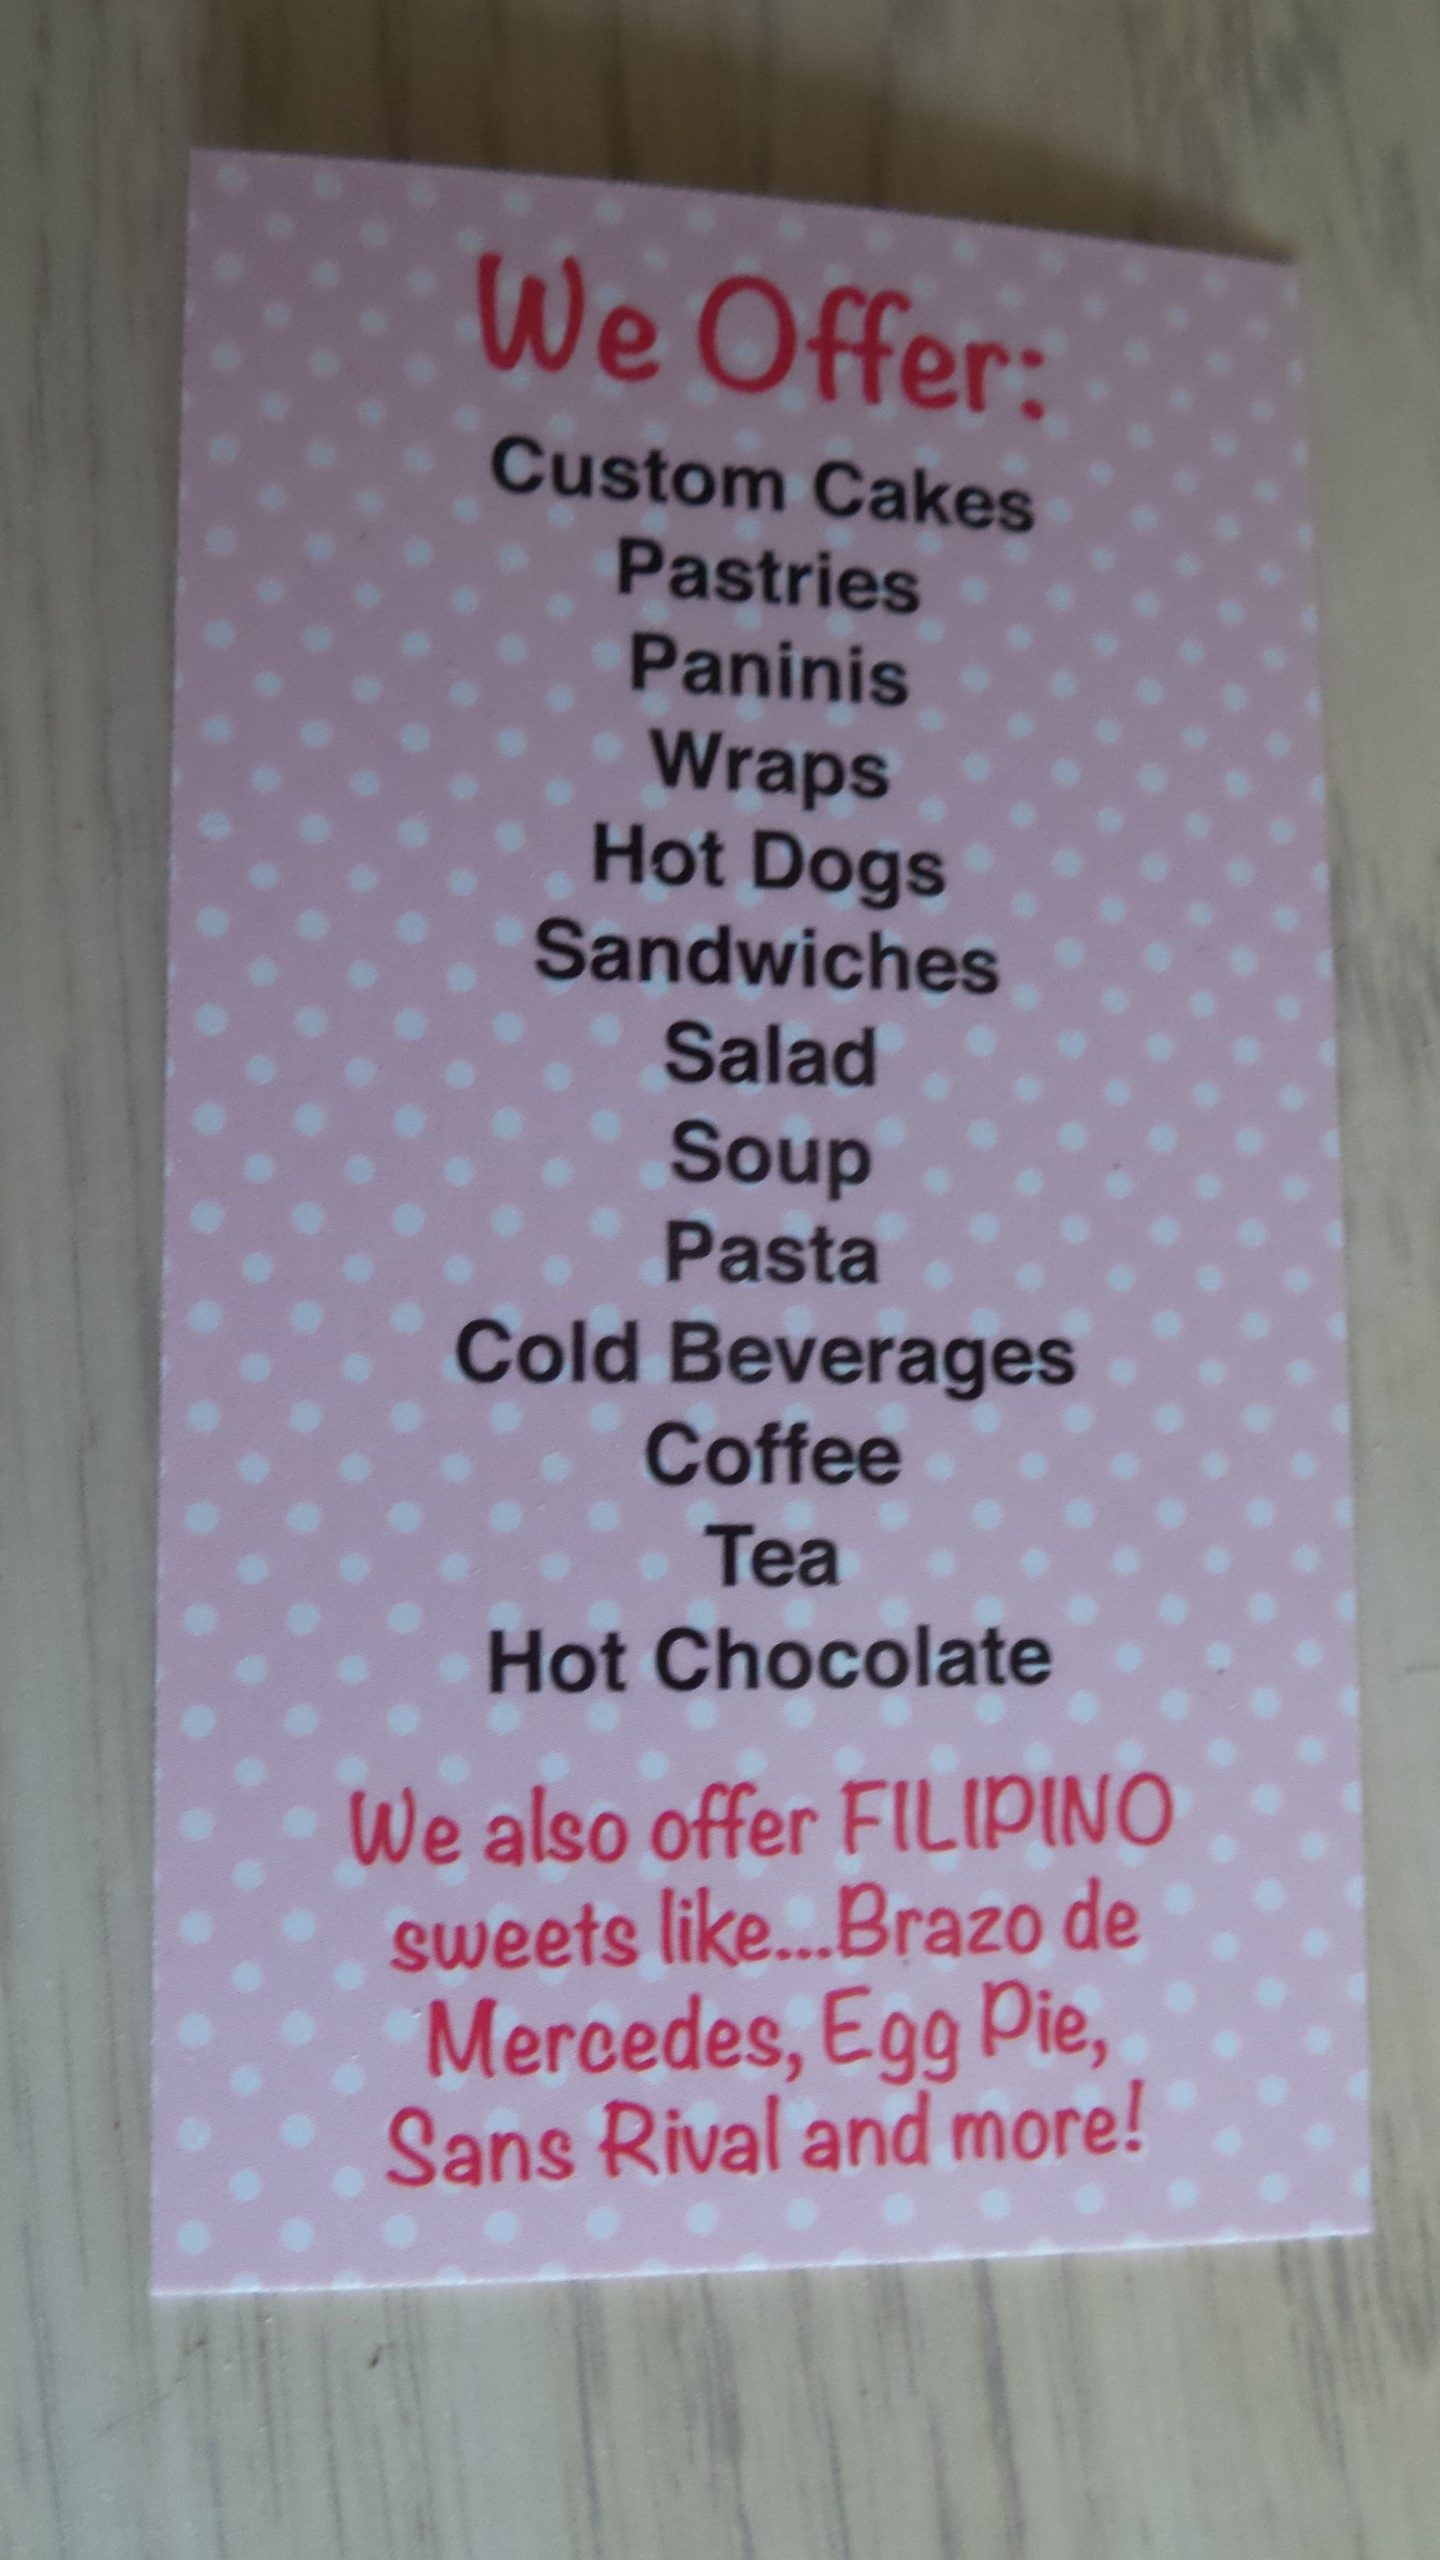 We Offer:
Custom Cakes
Pastries
Paninis
Wraps
Hot Dogs
Sandwiches
Salad
Soup
Pasta
Cold Beverages
Coffee
Tea
Hot Chocolate
We also offer FILIPINO
sweets like...Brazo de
Mercedes, Egg Pie,
Sans Rival and more!